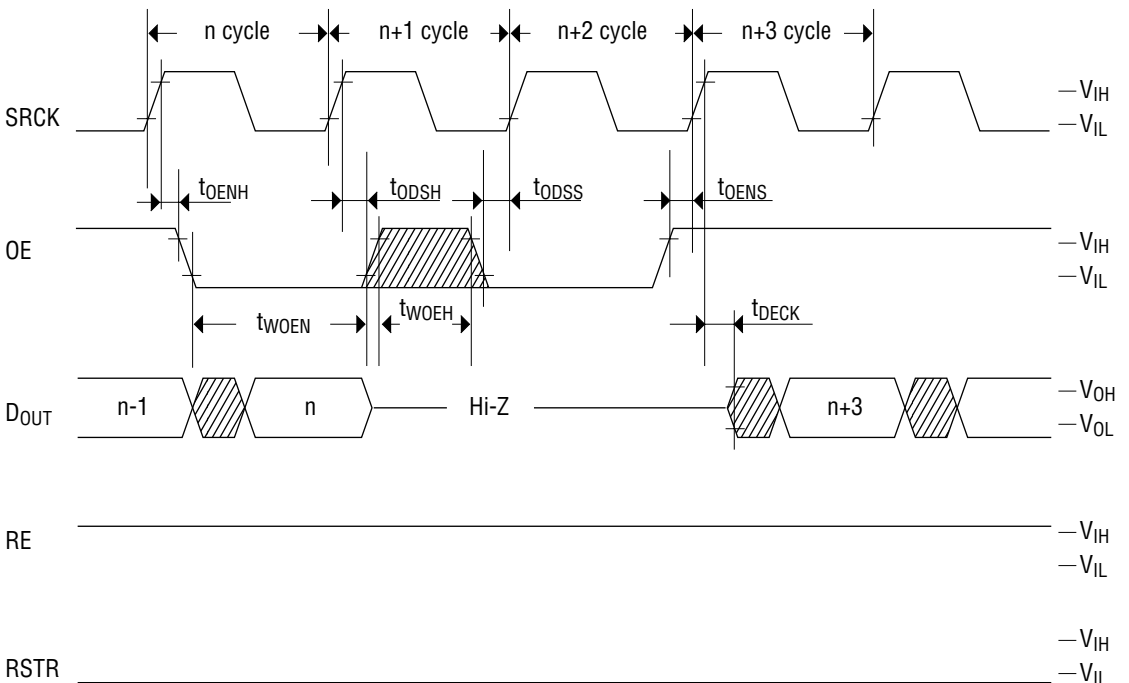 n cycle n+1 cycle n+2 cycle n+3 cycle
SRCK
VIH
VIL
tOENH tODSH tODSS tOENS
OE
VIH
VIL
tWOEN tWOEH tDECK
DOUT n-1 n Hi-Z n+3
VOH
VOL
RE
VIH
VIL
RSTR
VIH
VIL